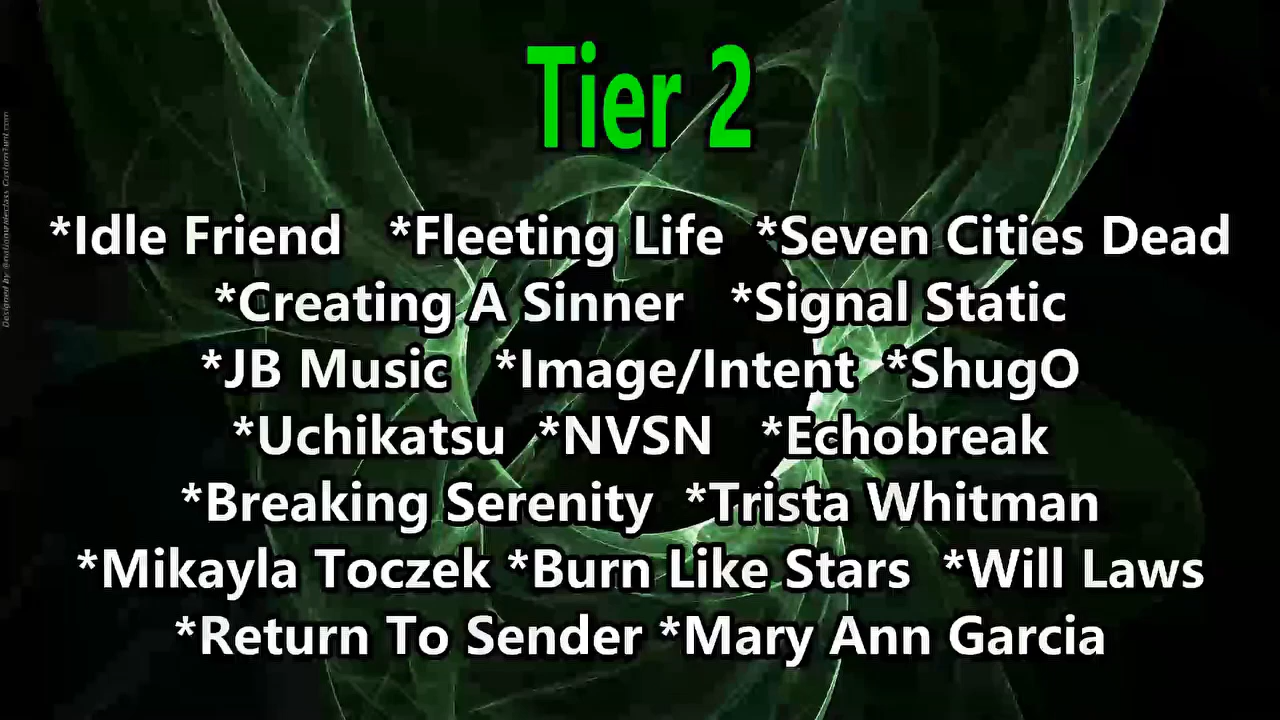 Tier 2
*Idle Friend *Fleeting Life *Seven Cities Dead
*Creating A Sinner *Signal Static
*JB Music *Image/Intent *ShugO
*Uchikatsu *NVSN *Echobreak
*Breaking Serenity *Trista Whitman
*Mikayla Toczek *Burn Like Stars *Will Laws
*Return To Sender *Mary Ann Garcia
Designed by